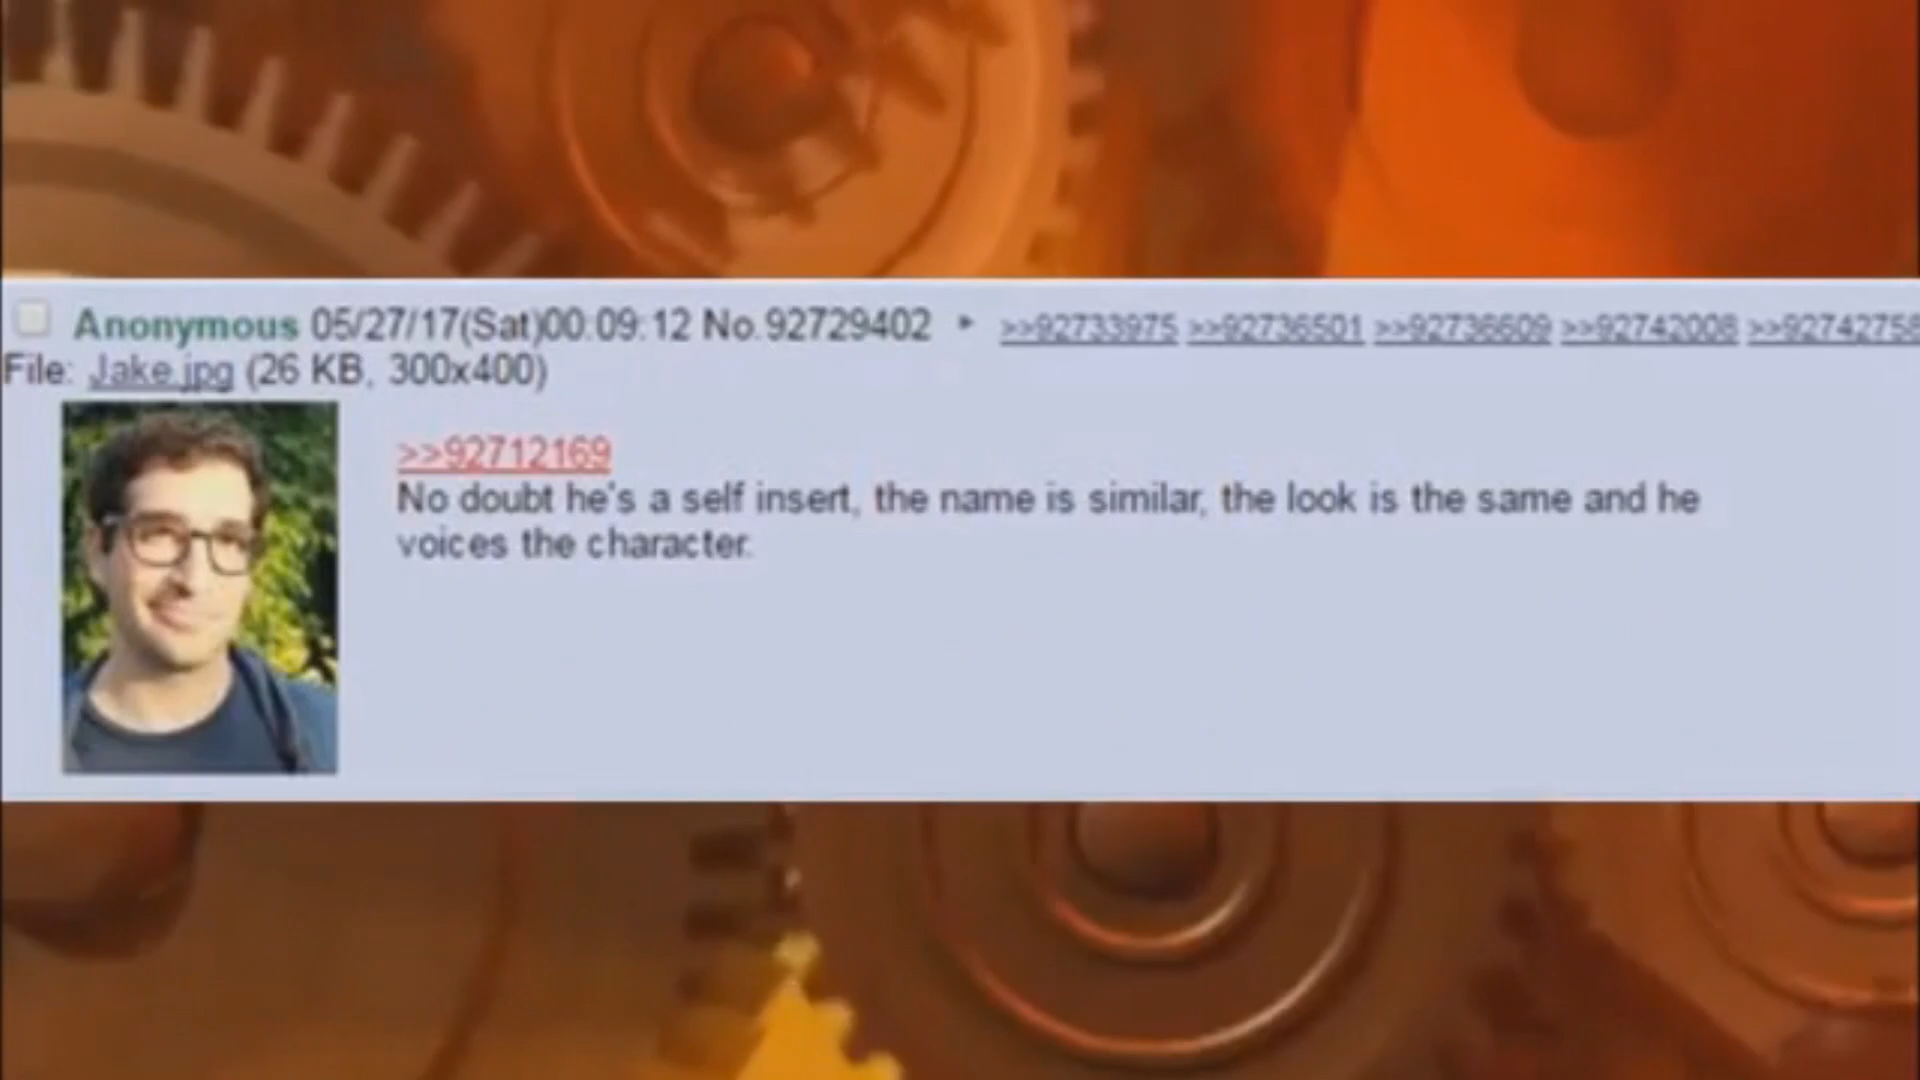 Anonymous 05/27/17(Sat)00:09:12 No.92729402 ▸ >>92733975 >>92736501 >>92736609 >>92742008 >>92742758
File: Jake.jpg (26 KB, 300x400)
>>92712169
No doubt he's a self insert, the name is similar, the look is the same and he
voices the character.